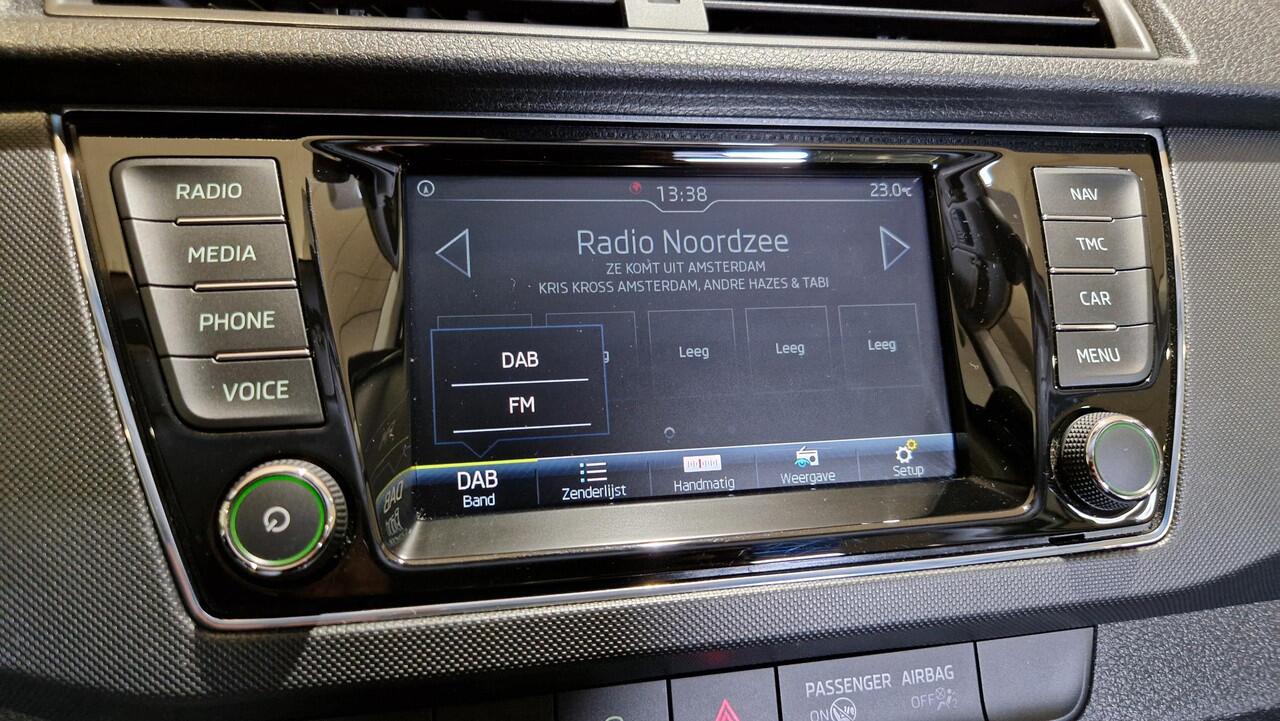 RADIO
MEDIA
PHONE
VOICE
13:38
23.0°C
Radio Noordzee
ZE KOMT UIT AMSTERDAM
KRIS KROSS AMSTERDAM, ANDRE HAZES & TABI
Leeg
Leeg
Leeg
DAB
FM
DAB
Band
Zenderlijst
Handmatig
Weergave
Setup
NAV
TMC
CAR
MENU
PASSENGER AIRBAG
ON
OFF